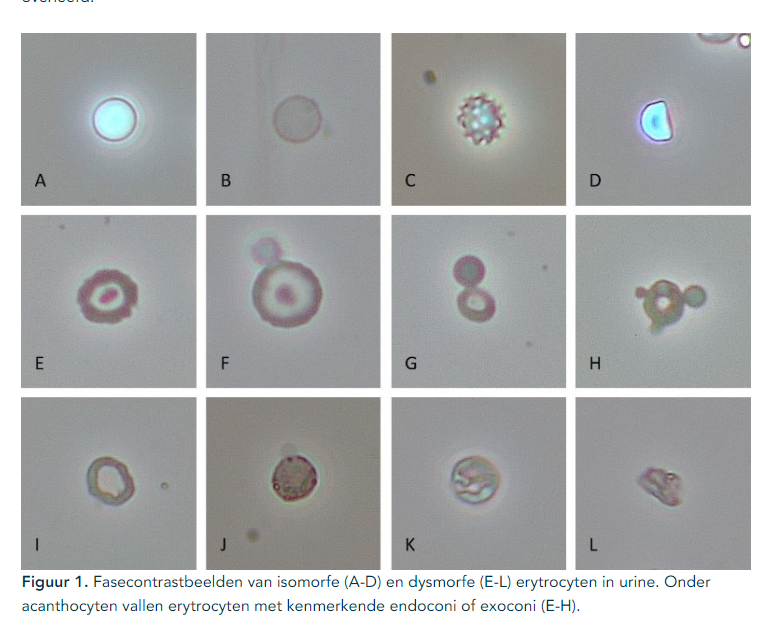 A B C D
E F G H
I J K L
Figuur 1. Fasecontrastbeelden van isomorfe (A-D) en dysmorfe (E-L) erytrocyten in urine. Onder
acanthocyten vallen erytrocyten met kenmerkende endoconi of exoconi (E-H).